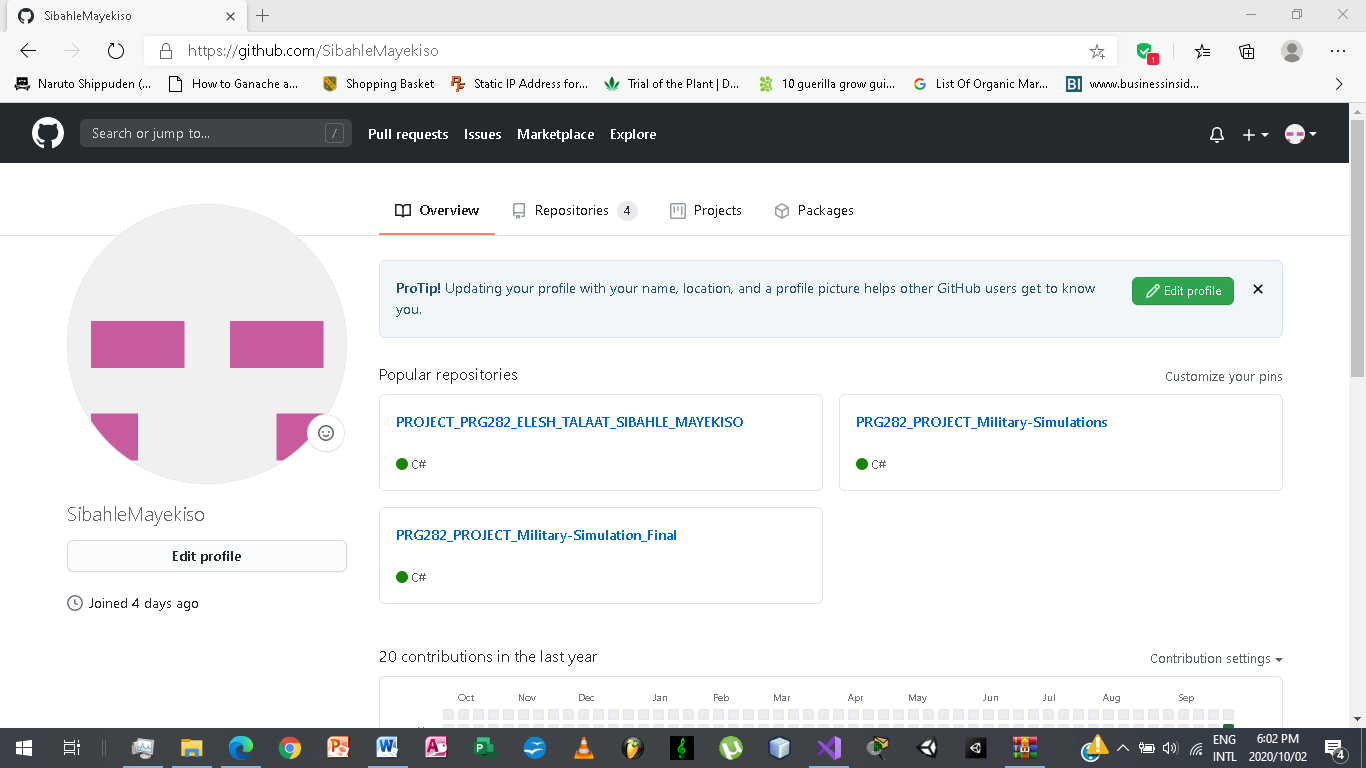 SibahleMayekiso
https://github.com/SibahleMayekiso
1
Naruto Shippuden (...
How to Ganache a...
Shopping Basket
Static IP Address for...
Trial of the Plant | D...
10 guerilla grow gui...
List Of Organic Mar...
BI
www.businessinsid...
Search or jump to...
/
Pull requests
Issues
Marketplace
Explore
Overview
Repositories 4
Projects
Packages
ProTip! Updating your profile with your name, location, and a profile picture helps other GitHub users get to know
you.
Edit profile
Popular repositories
Customize your pins
PROJECT_PRG282_ELESH_TALAAT_SIBAHLE_MAYEKISO
C#
PRG282_PROJECT_Military-Simulations
C#
PRG282_PROJECT_Military-Simulation_Final
C#
SibahleMayekiso
Edit profile
Joined 4 days ago
20 contributions in the last year
Contribution settings
Oct Nov Dec Jan Feb Mar Apr May Jun Jul Aug Sep
ENG
INTL
6:02 PM
2020/10/02
4